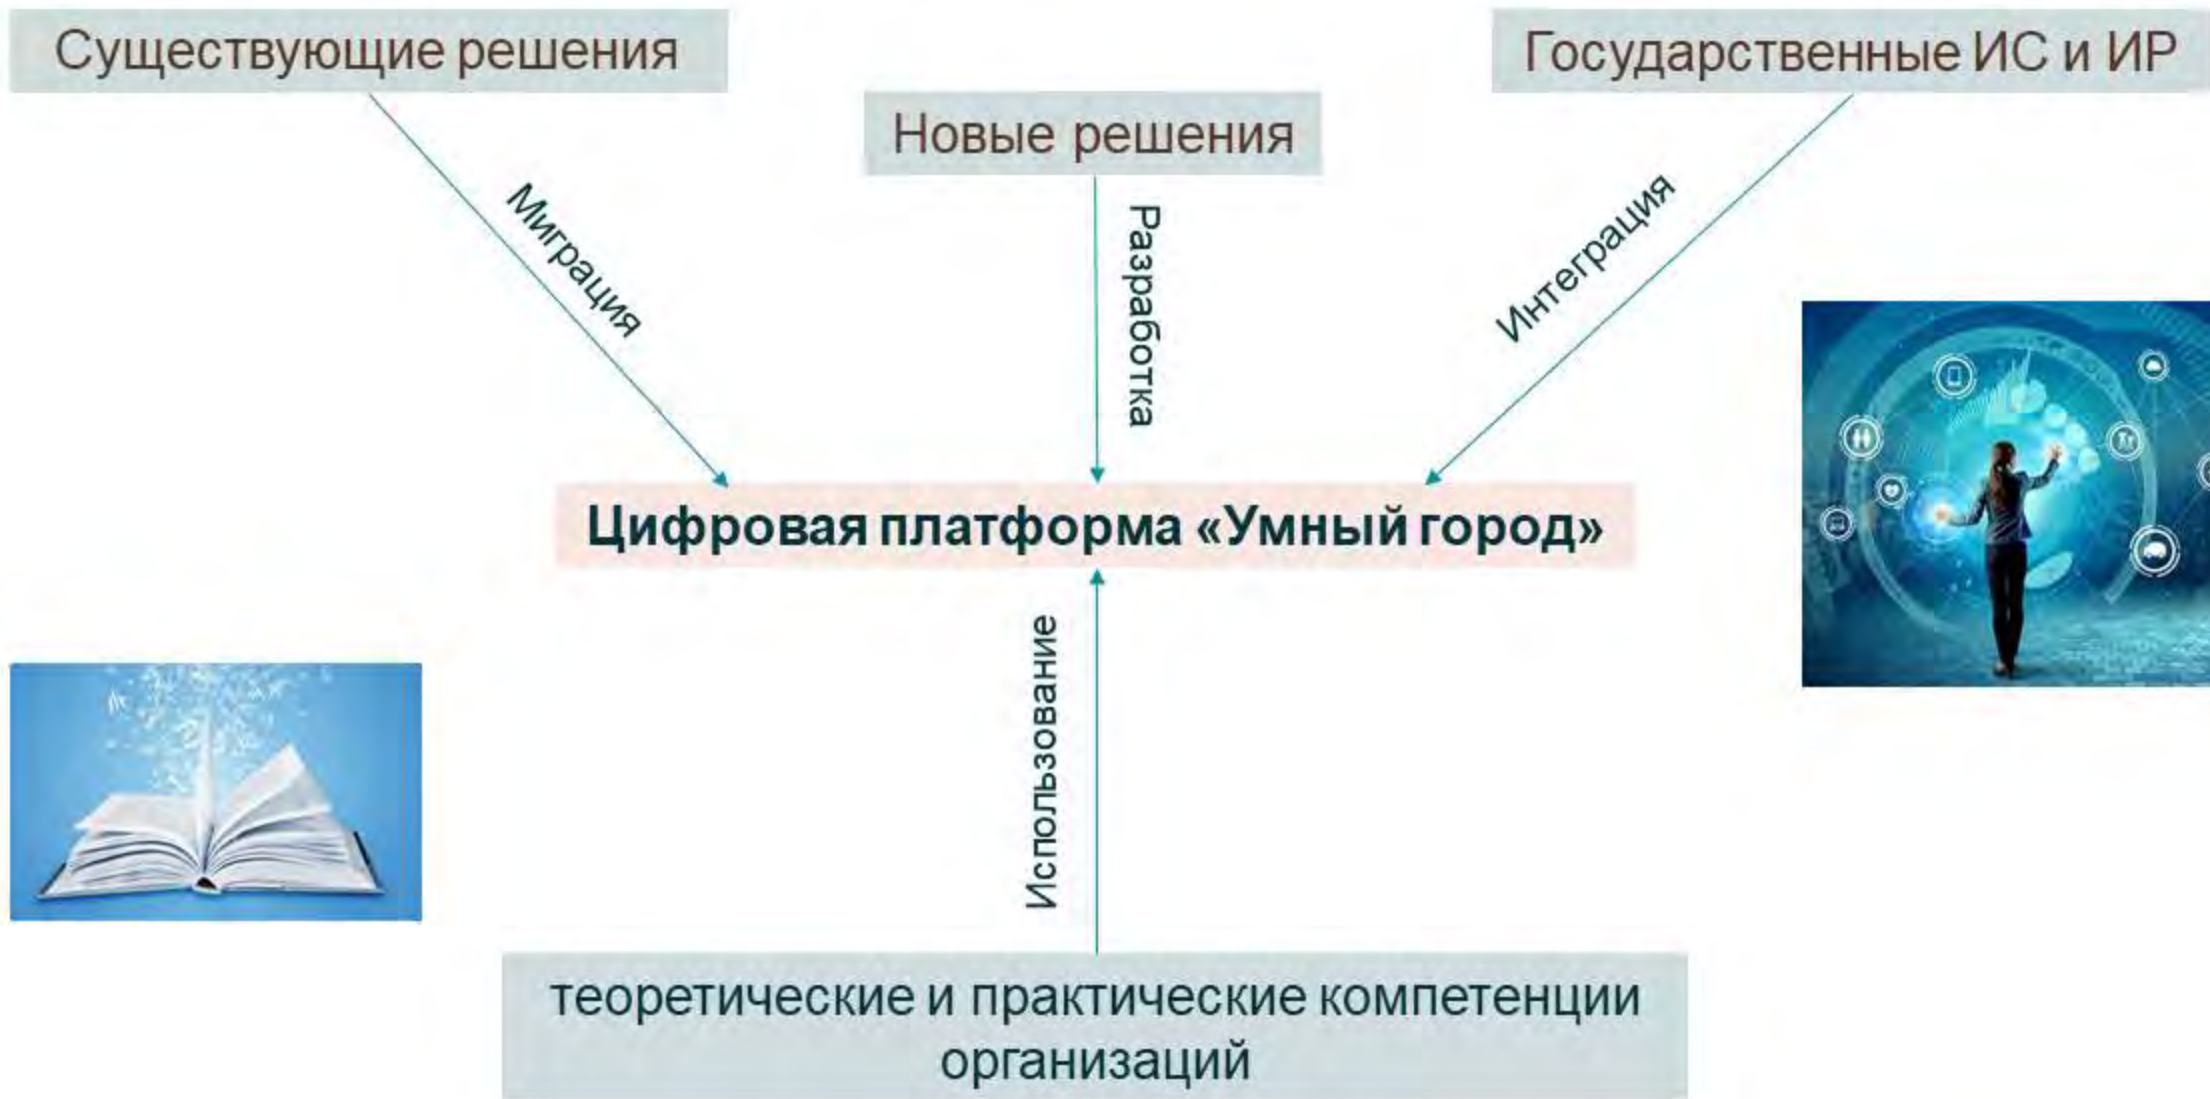 Существующие решения
Государственные ИС и ИР
Новые решения
Миграция
Разработка
Интеграция
Цифровая платформа «Умный город»
Использование
теоретические и практические компетенции
организаций